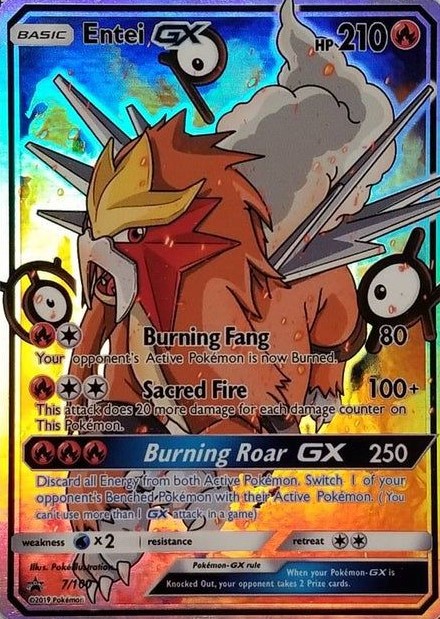 BASIC Entei GX HP 210
Burning Fang 80
Your opponent's Active Pokémon is now Burned.
Sacred Fire 100+
This attack does 20 more damage for each damage counter on
This Pokémon.
Burning Roar GX 250
Discard all Energy from both Active Pokémon. Switch 1 of your
opponent's Benched Pokémon with their Active Pokémon. (You
can't use more than 1 GX attack in a game)
weakness ×2 resistance retreat
Illus. Pokéillustration
7/100
©2019 Pokémon
Pokémon-GX rule
When your Pokémon-GX is
Knocked Out, your opponent takes 2 Prize cards.